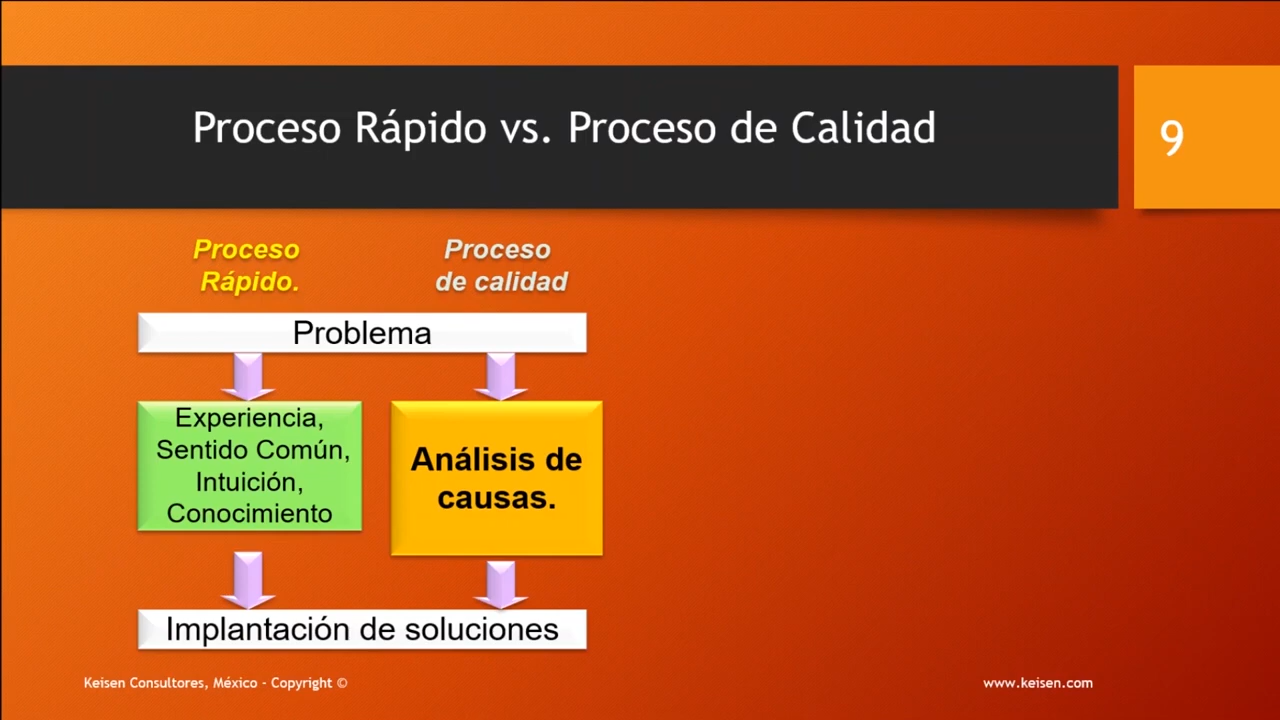 Proceso Rápido vs. Proceso de Calidad
9
Proceso
Rápido.
Proceso
de calidad
Problema
Experiencia,
Sentido Común,
Intuición,
Conocimiento
Análisis de
causas.
Implantación de soluciones
Keisen Consultores, México - Copyright ©
www.keisen.com